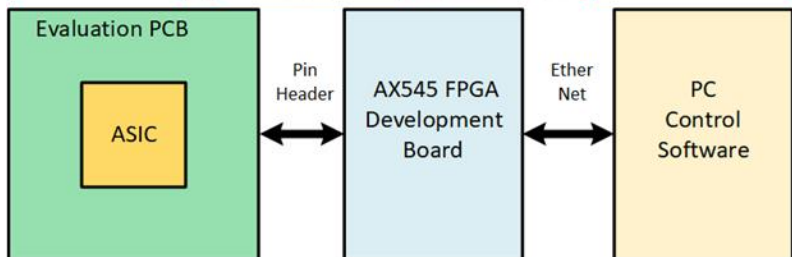 Evaluation PCB
ASIC
Pin
Header
AX545 FPGA
Development
Board
Ether
Net
PC
Control
Software